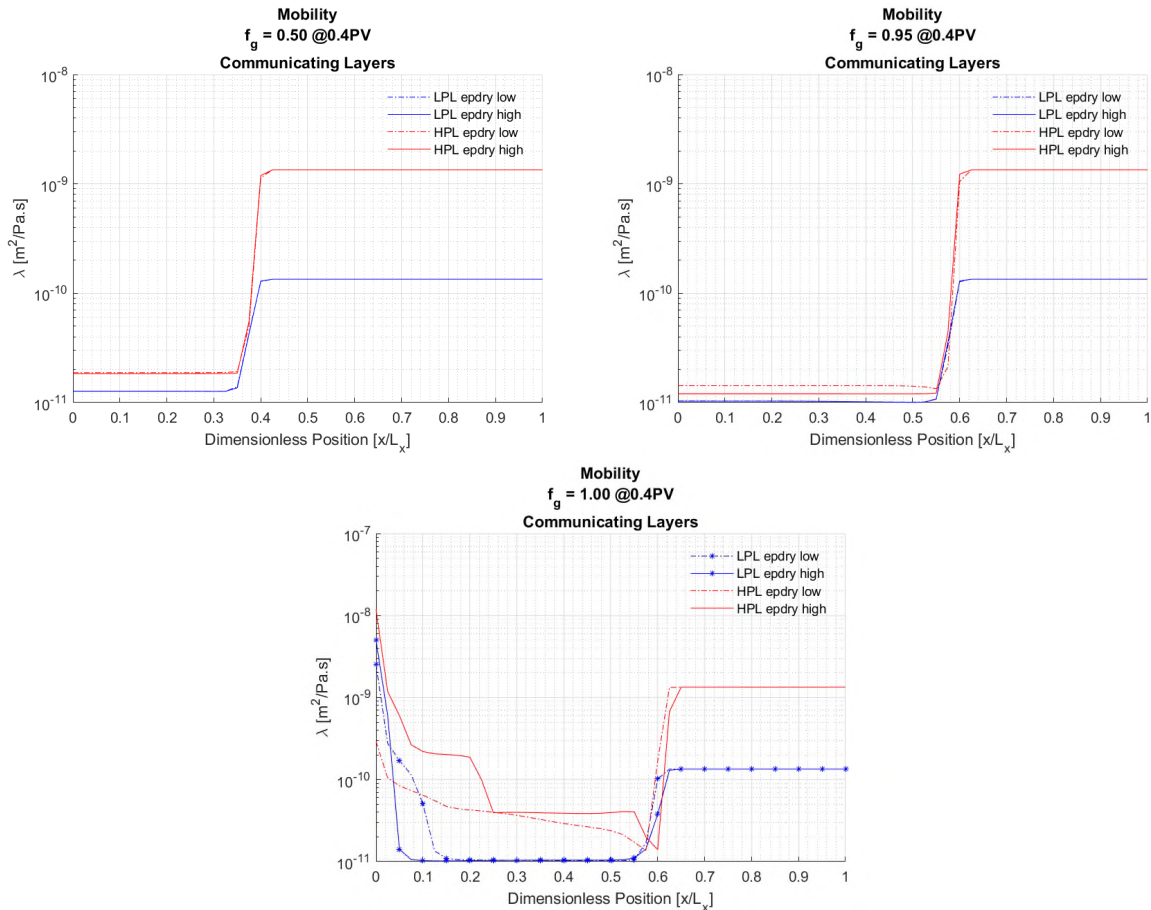 Mobility
f_g = 0.50 @0.4PV
Communicating Layers
10^-8
10^-9
10^-10
10^-11
λ [m^2/Pa.s]
LPL epdry low
LPL epdry high
HPL epdry low
HPL epdry high
0 0.1 0.2 0.3 0.4 0.5 0.6 0.7 0.8 0.9 1
Dimensionless Position [x/L_x]
Mobility
f_g = 0.95 @0.4PV
Communicating Layers
10^-8
10^-9
10^-10
10^-11
λ [m^2/Pa.s]
LPL epdry low
LPL epdry high
HPL epdry low
HPL epdry high
0 0.1 0.2 0.3 0.4 0.5 0.6 0.7 0.8 0.9 1
Dimensionless Position [x/L_x]
Mobility
f_g = 1.00 @0.4PV
Communicating Layers
10^-7
10^-8
10^-9
10^-10
10^-11
λ [m^2/Pa.s]
LPL epdry low
LPL epdry high
HPL epdry low
HPL epdry high
0 0.1 0.2 0.3 0.4 0.5 0.6 0.7 0.8 0.9 1
Dimensionless Position [x/L_x]